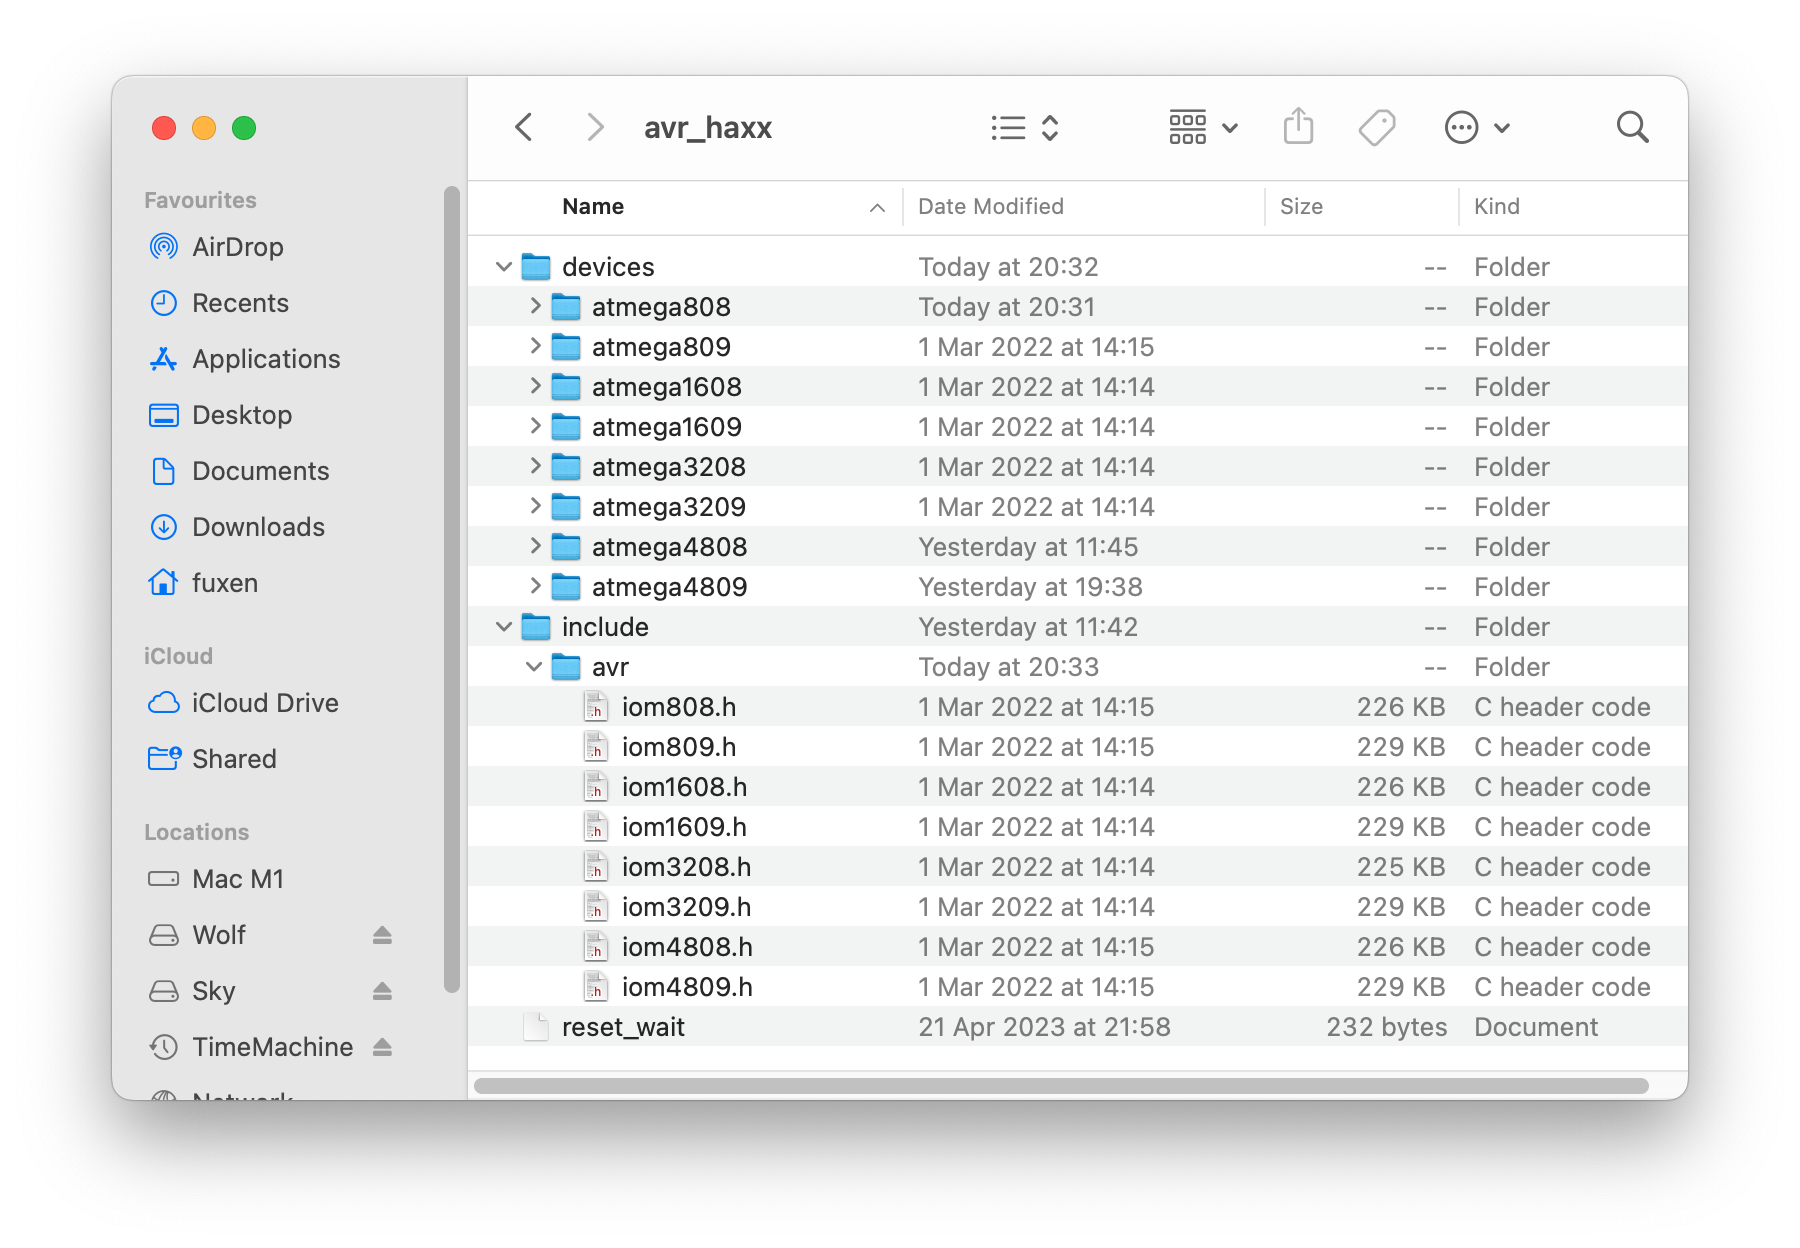 avr_haxx
Favourites
AirDrop
Recents
Applications
Desktop
Documents
Downloads
fuxen
iCloud
iCloud Drive
Shared
Locations
Mac M1
Wolf
Sky
TimeMachine
Network
Name Date Modified Size Kind
devices Today at 20:32 -- Folder
atmega808 Today at 20:31 -- Folder
atmega809 1 Mar 2022 at 14:15 -- Folder
atmega1608 1 Mar 2022 at 14:14 -- Folder
atmega1609 1 Mar 2022 at 14:14 -- Folder
atmega3208 1 Mar 2022 at 14:14 -- Folder
atmega3209 1 Mar 2022 at 14:14 -- Folder
atmega4808 Yesterday at 11:45 -- Folder
atmega4809 Yesterday at 19:38 -- Folder
include Yesterday at 11:42 -- Folder
avr Today at 20:33 -- Folder
iom808.h 1 Mar 2022 at 14:15 226 KB C header code
iom809.h 1 Mar 2022 at 14:15 229 KB C header code
iom1608.h 1 Mar 2022 at 14:14 226 KB C header code
iom1609.h 1 Mar 2022 at 14:14 229 KB C header code
iom3208.h 1 Mar 2022 at 14:14 225 KB C header code
iom3209.h 1 Mar 2022 at 14:14 229 KB C header code
iom4808.h 1 Mar 2022 at 14:15 226 KB C header code
iom4809.h 1 Mar 2022 at 14:15 229 KB C header code
reset_wait 21 Apr 2023 at 21:58 232 bytes Document